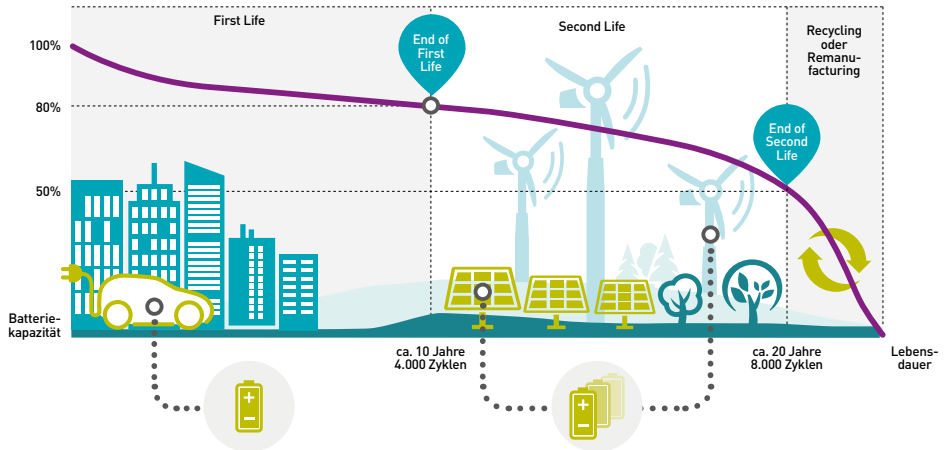 First Life
Second Life
Recycling
oder
Remanu-
facturing
End of
First
Life
End of
Second
Life
100%
80%
50%
Batterie-
kapazität
ca. 10 Jahre
4.000 Zyklen
ca. 20 Jahre
8.000 Zyklen
Lebens-
dauer
+
−
+
−